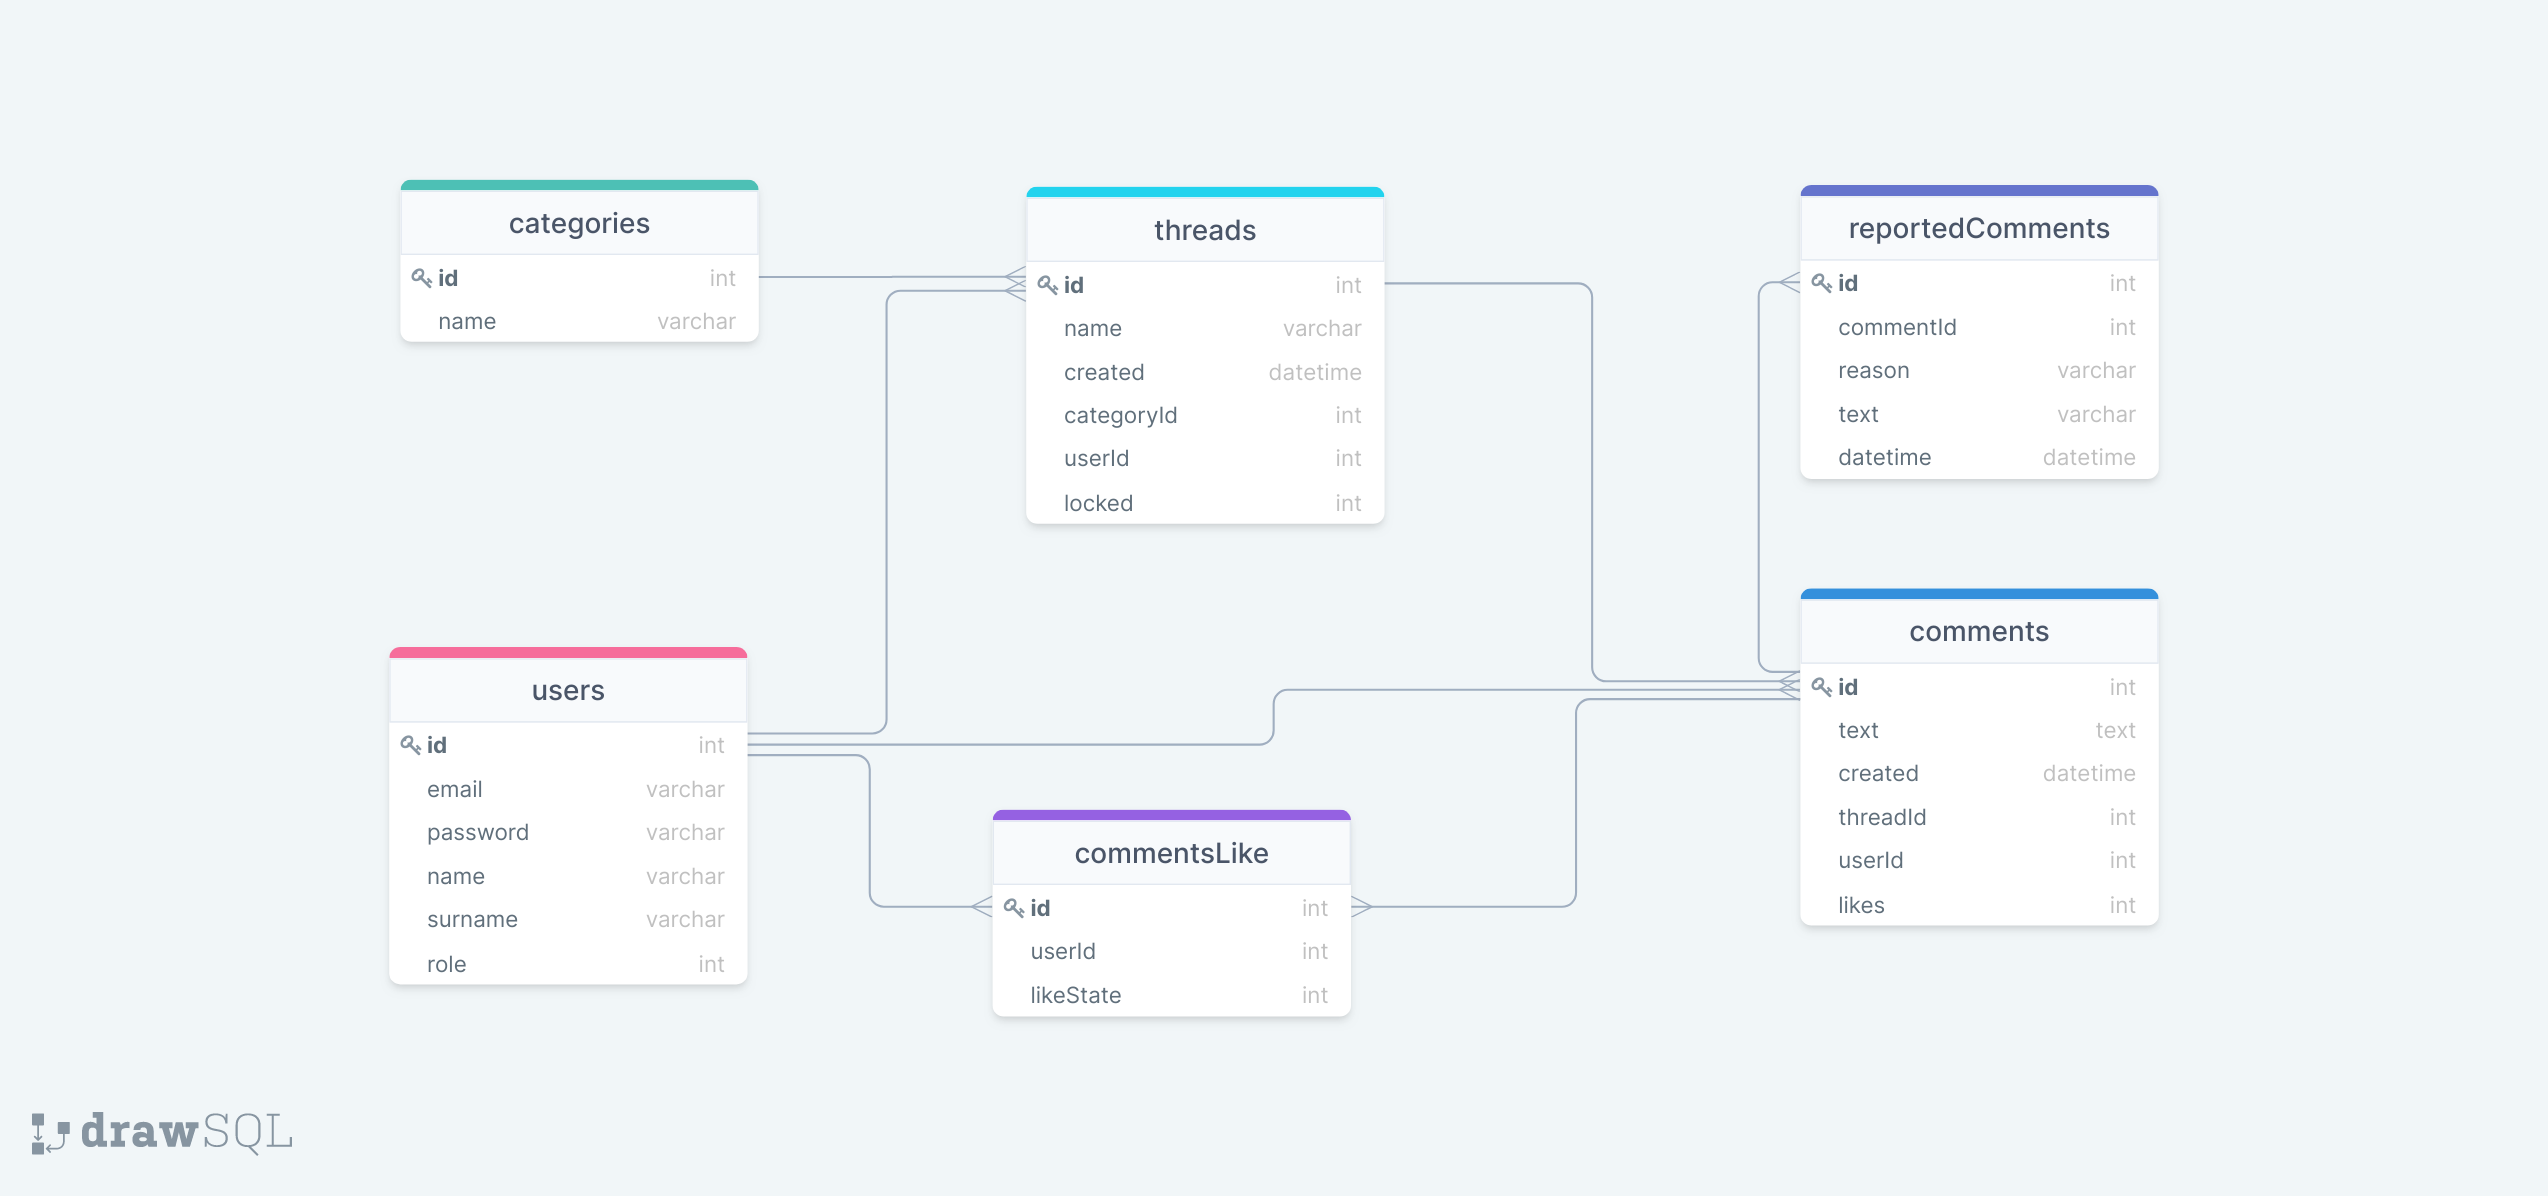 categories
id int
name varchar
threads
id int
name varchar
created datetime
categoryId int
userId int
locked int
reportedComments
id int
commentId int
reason varchar
text varchar
datetime datetime
users
id int
email varchar
password varchar
name varchar
surname varchar
role int
commentsLike
id int
userId int
likeState int
comments
id int
text text
created datetime
threadId int
userId int
likes int
drawSQL